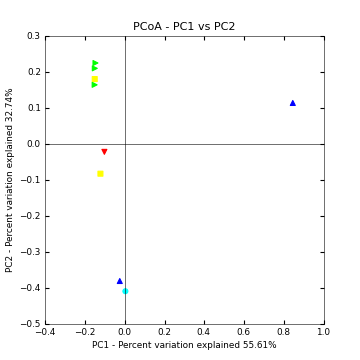 PCoA - PC1 vs PC2
0.3
0.2
0.1
0.0
−0.1
−0.2
−0.3
−0.4
−0.5
PC2 - Percent variation explained 32.74%
−0.4 −0.2 0.0 0.2 0.4 0.6 0.8 1.0
PC1 - Percent variation explained 55.61%